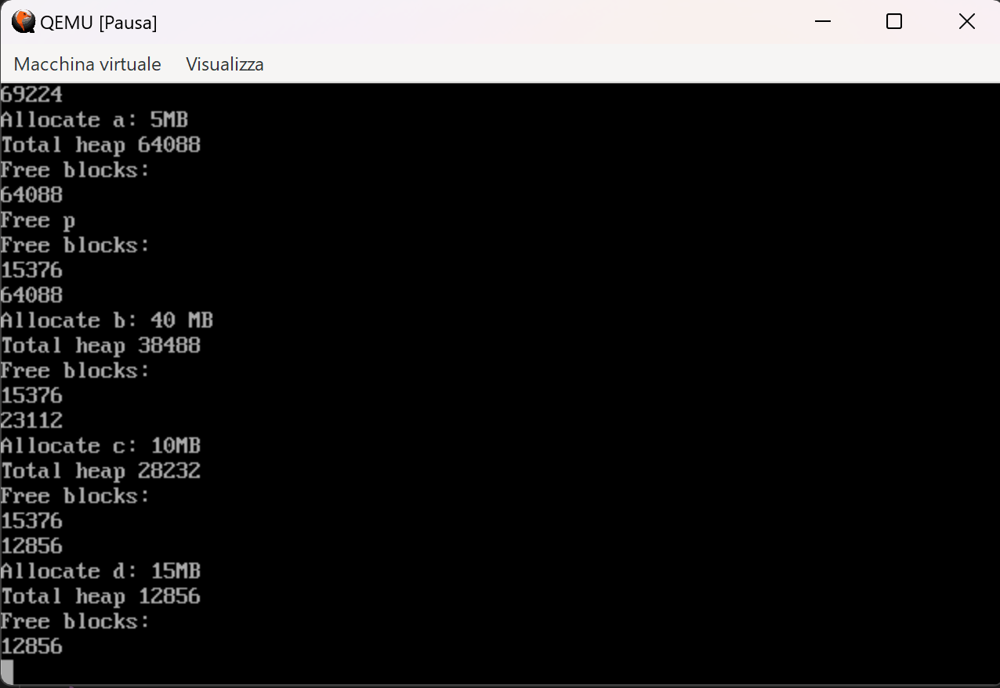 QEMU [Pausa]
Macchina virtuale Visualizza
69224
Allocate a: 5MB
Total heap 64088
Free blocks:
64088
Free p
Free blocks:
15376
64088
Allocate b: 40 MB
Total heap 38488
Free blocks:
15376
23112
Allocate c: 10MB
Total heap 28232
Free blocks:
15376
12856
Allocate d: 15MB
Total heap 12856
Free blocks:
12856